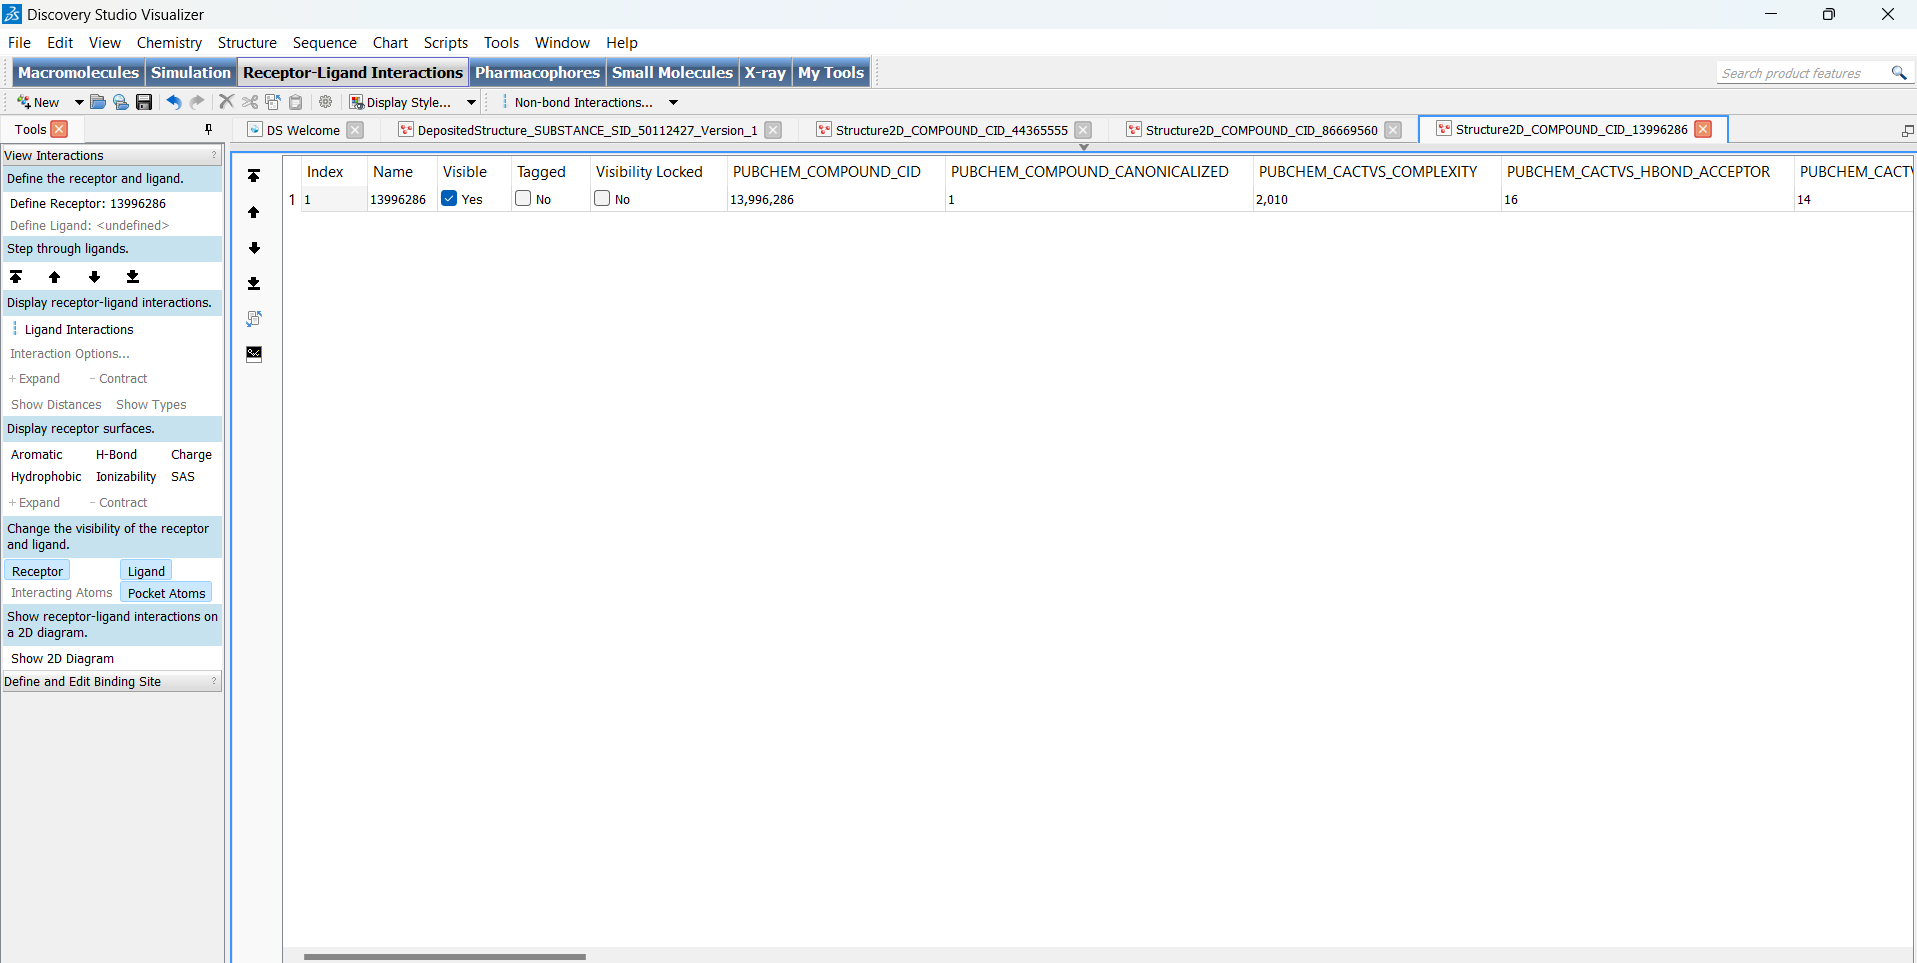 Discovery Studio Visualizer
File Edit View Chemistry Structure Sequence Chart Scripts Tools Window Help
Macromolecules Simulation Receptor-Ligand Interactions Pharmacophores Small Molecules X-ray My Tools
Search product features
New Display Style... Non-bond Interactions...
Tools
DS Welcome DepositedStructure_SUBSTANCE_SID_50112427_Version_1 Structure2D_COMPOUND_CID_44365555 Structure2D_COMPOUND_CID_86669560 Structure2D_COMPOUND_CID_13996286
View Interactions ?
Define the receptor and ligand.
Define Receptor: 13996286
Define Ligand: <undefined>
Step through ligands.
Display receptor-ligand interactions.
Ligand Interactions
Interaction Options...
+ Expand - Contract
Show Distances Show Types
Display receptor surfaces.
Aromatic H-Bond Charge
Hydrophobic Ionizability SAS
+ Expand - Contract
Change the visibility of the receptor
and ligand.
Receptor Ligand
Interacting Atoms Pocket Atoms
Show receptor-ligand interactions on
a 2D diagram.
Show 2D Diagram
Define and Edit Binding Site ?
Index Name Visible Tagged Visibility Locked PUBCHEM_COMPOUND_CID PUBCHEM_COMPOUND_CANONICALIZED PUBCHEM_CACTVS_COMPLEXITY PUBCHEM_CACTVS_HBOND_ACCEPTOR PUBCHEM_CACTV
1 1 13996286 Yes No No 13,996,286 1 2,010 16 14